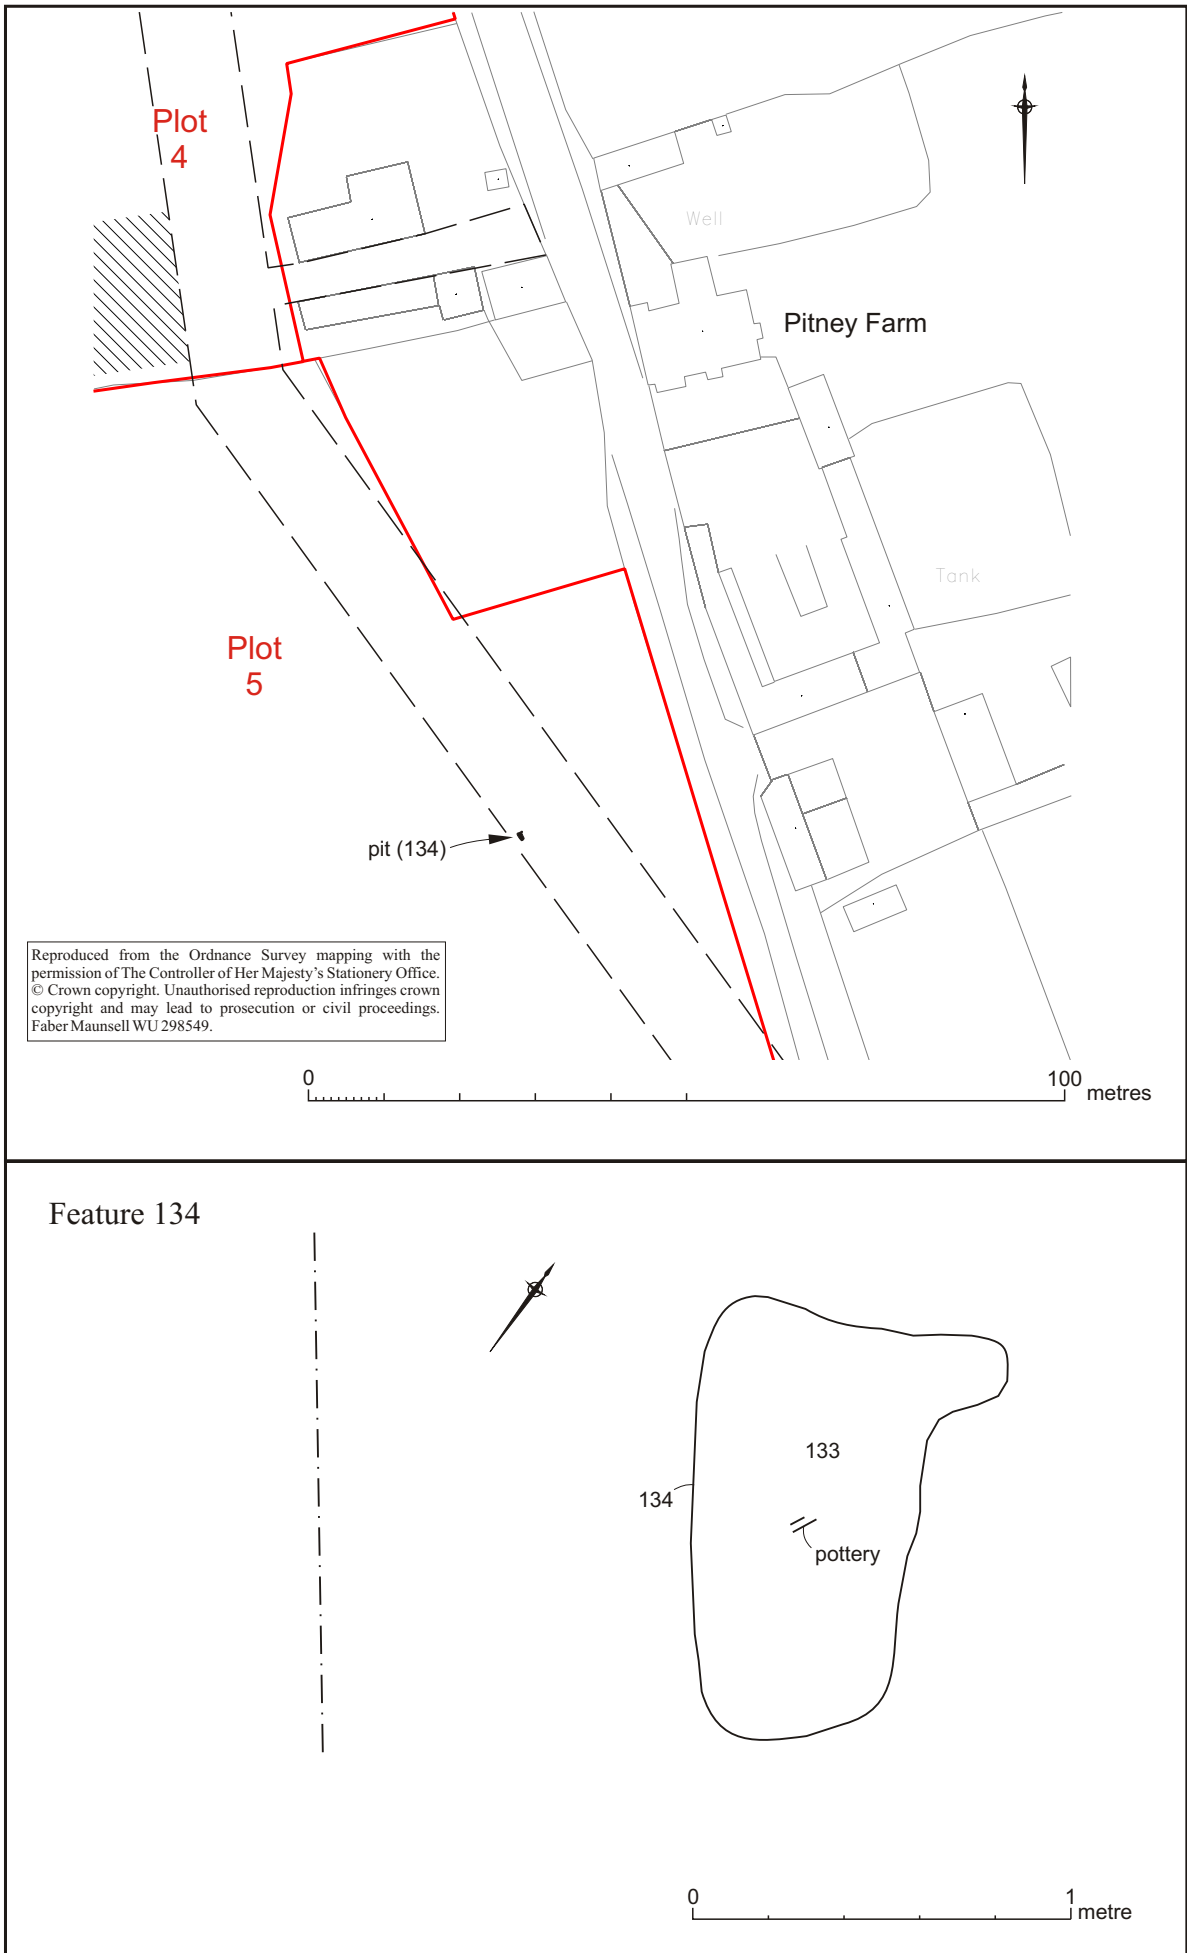 Plot
4
Well
Pitney Farm
Tank
Plot
5
pit (134)
Reproduced from the Ordnance Survey mapping with the
permission of The Controller of Her Majesty's Stationery Office.
© Crown copyright. Unauthorised reproduction infringes crown
copyright and may lead to prosecution or civil proceedings.
Faber Maunsell WU 298549.
0 100
metres
Feature 134
133
134
pottery
0 1
metre